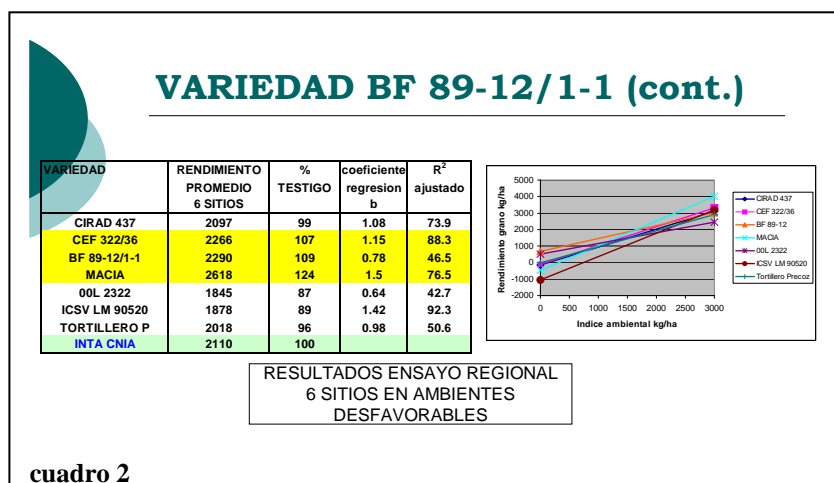 VARIEDAD BF 89-12/1-1 (cont.)
VARIEDAD RENDIMIENTO % coeficiente R²
PROMEDIO TESTIGO regresion ajustado
6 SITIOS b
CIRAD 437 2097 99 1.08 73.9
CEF 322/36 2266 107 1.15 88.3
BF 89-12/1-1 2290 109 0.78 46.5
MACIA 2618 124 1.5 76.5
00L 2322 1845 87 0.64 42.7
ICSV LM 90520 1878 89 1.42 92.3
TORTILLERO P 2018 96 0.98 50.6
INTA CNIA 2110 100
Rendimiento grano kg/ha
5000
4000
3000
2000
1000
0
-1000
-2000
0 500 1000 1500 2000 2500 3000
Indice ambiental kg/ha
CIRAD 437
CEF 322/36
BF 89-12
MACIA
00L 2322
ICSV LM 90520
Tortillero Precoz
RESULTADOS ENSAYO REGIONAL
6 SITIOS EN AMBIENTES
DESFAVORABLES
cuadro 2